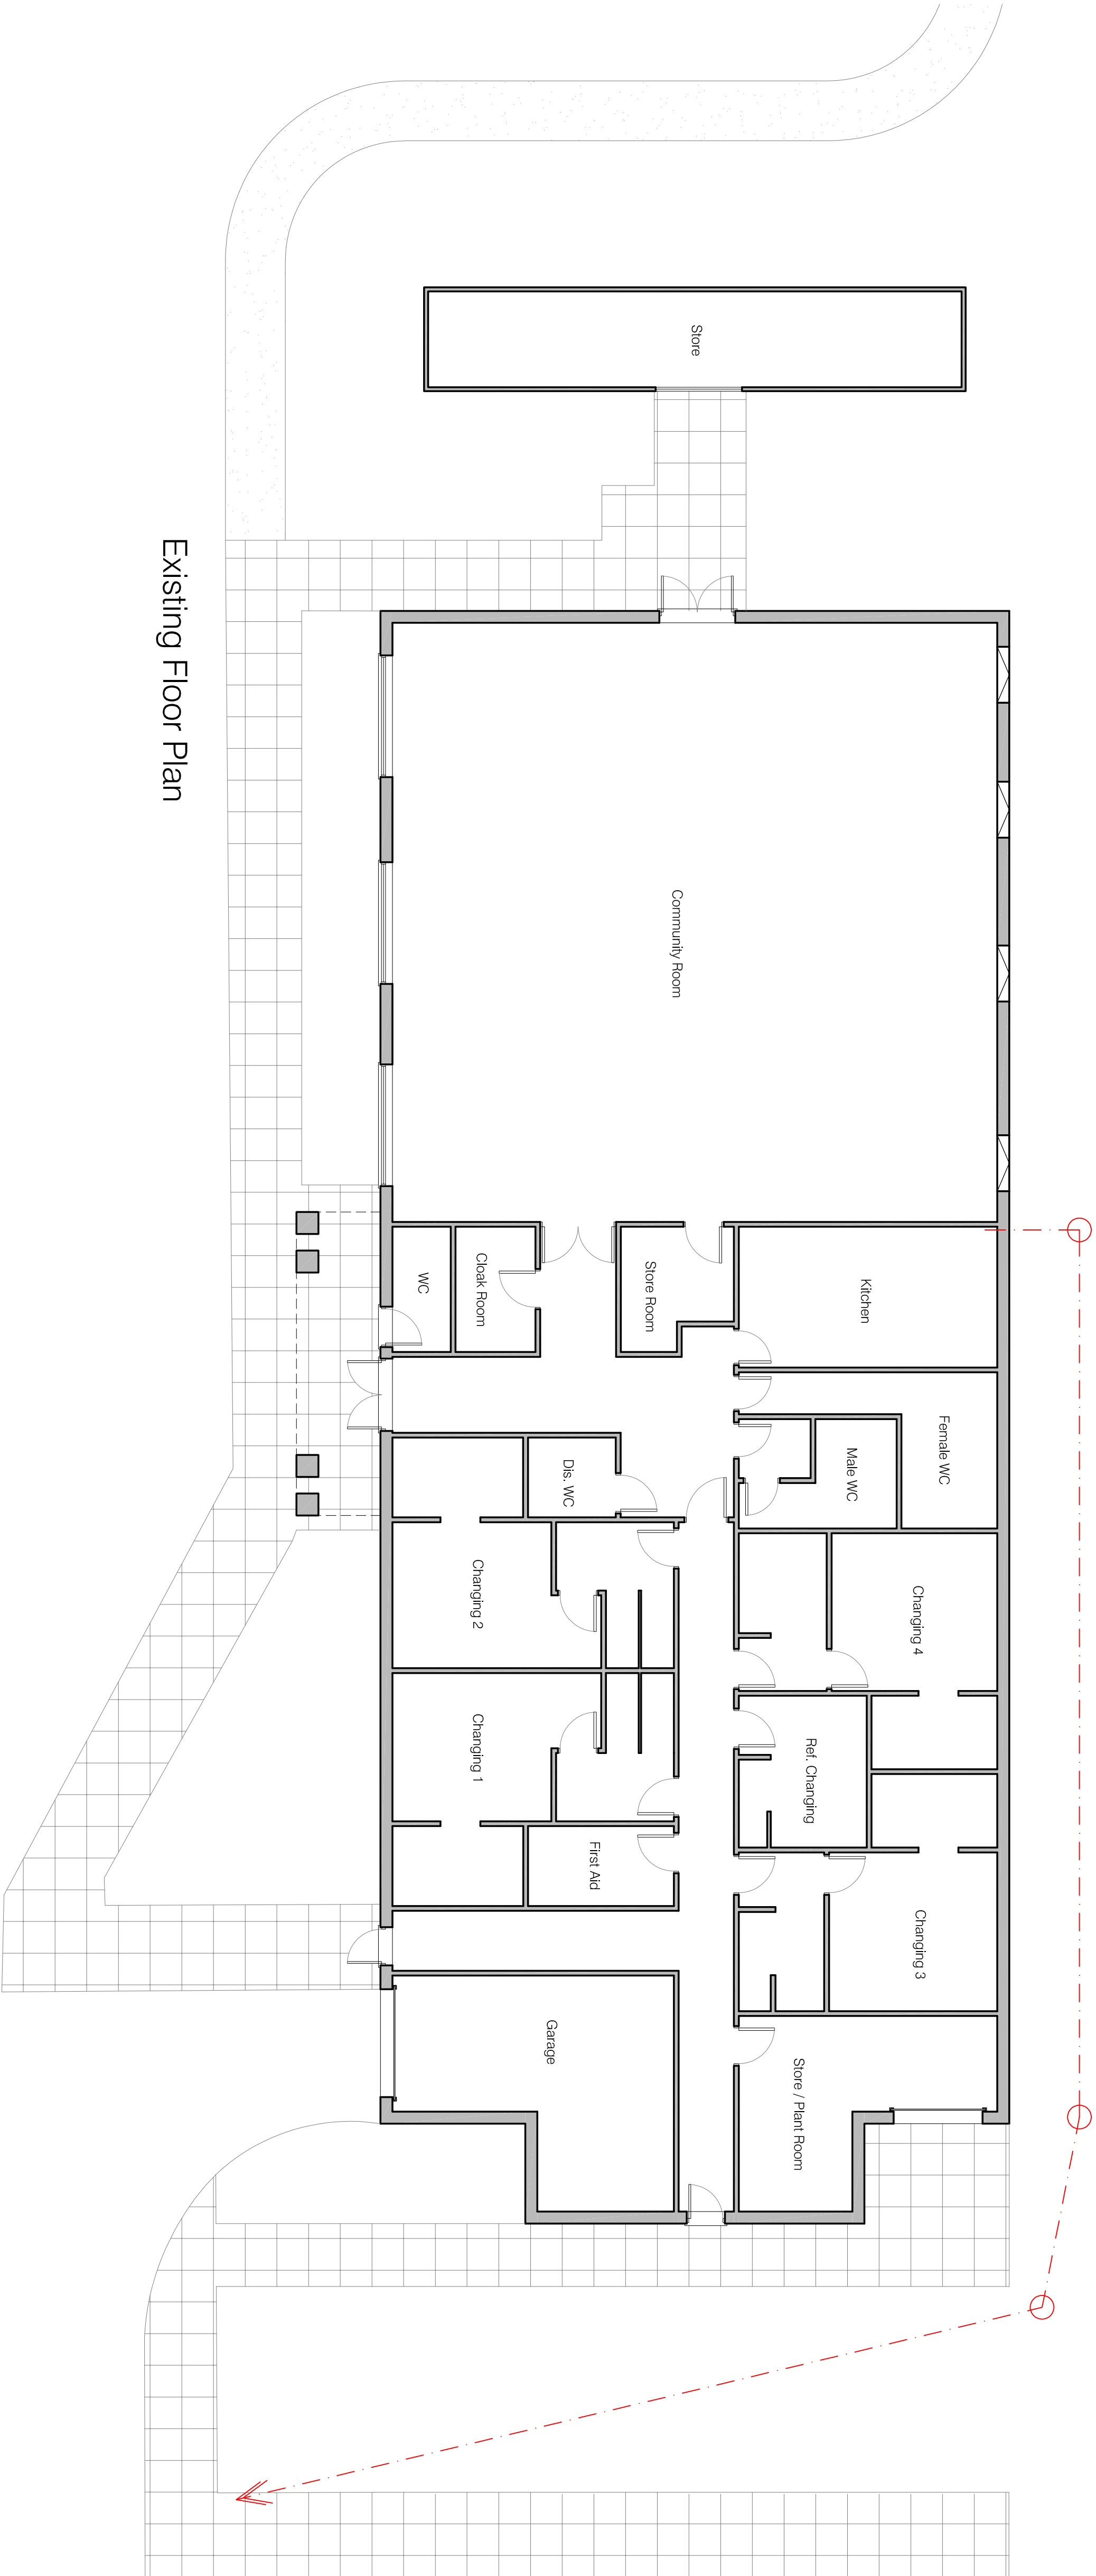 Store
Community Room
Kitchen
Store Room
Cloak Room
WC
Female WC
Male WC
Dis. WC
Changing 4
Changing 2
Ref. Changing
Changing 1
First Aid
Changing 3
Store / Plant Room
Garage
Existing Floor Plan